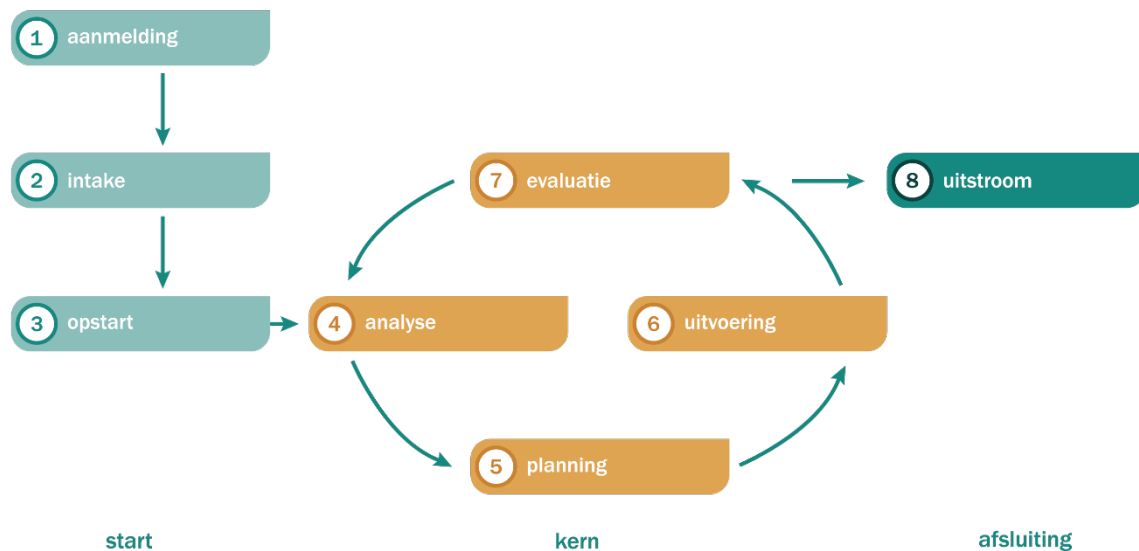 1 aanmelding
2 intake
3 opstart
4 analyse
5 planning
6 uitvoering
7 evaluatie
8 uitstroom
start
kern
afsluiting